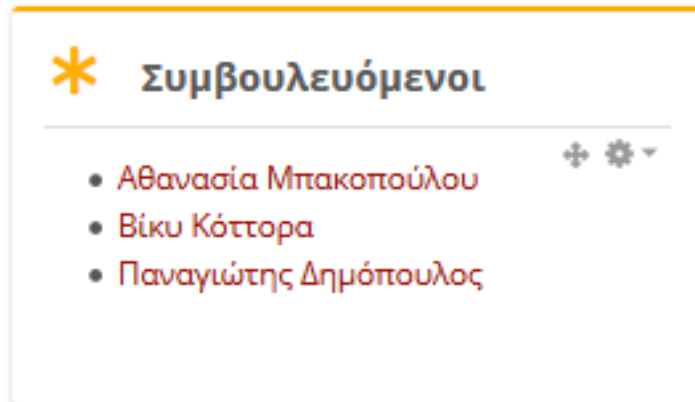 Συμβουλευόμενοι
Αθανασία Μπακοπούλου
Βίκυ Κόττορα
Παναγιώτης Δημόπουλος